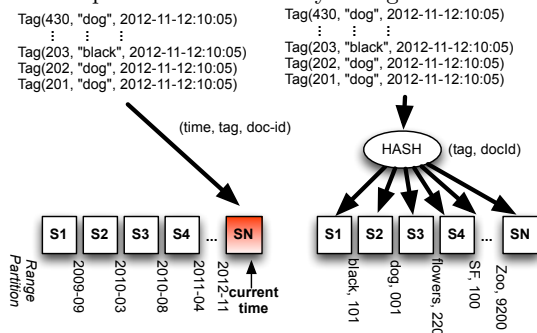 Tag(430, "dog", 2012-11-12:10:05)
Tag(203, "black", 2012-11-12:10:05)
Tag(202, "dog", 2012-11-12:10:05)
Tag(201, "dog", 2012-11-12:10:05)
(time, tag, doc-id)
S1 S2 S3 S4 ... SN
Range
Partition
2009-09
2010-03
2010-08
2011-04
2012-11
current
time
Tag(430, "dog", 2012-11-12:10:05)
Tag(203, "black", 2012-11-12:10:05)
Tag(202, "dog", 2012-11-12:10:05)
Tag(201, "dog", 2012-11-12:10:05)
HASH
(tag, docId)
S1 S2 S3 S4 ... SN
black, 101
dog, 001
flowers, 220
SF, 100
Zoo, 9200